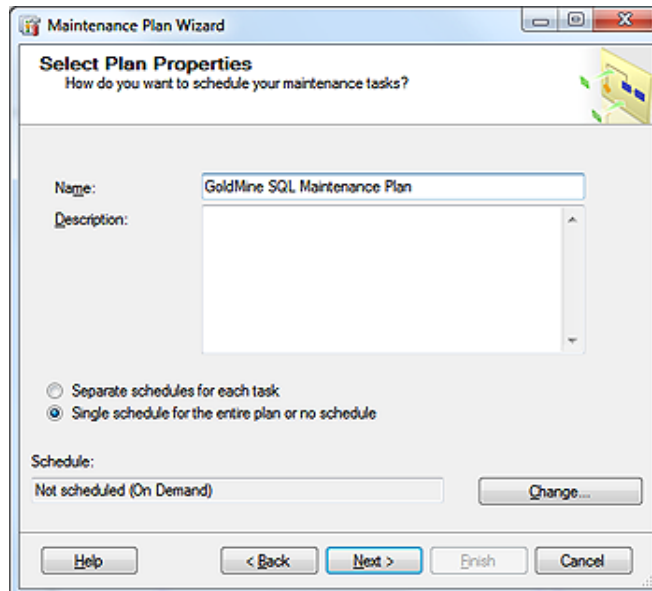 Maintenance Plan Wizard
Select Plan Properties
How do you want to schedule your maintenance tasks?
Name:
GoldMine SQL Maintenance Plan
Description:
Separate schedules for each task
Single schedule for the entire plan or no schedule
Schedule:
Not scheduled (On Demand)
Change...
Help
< Back
Next >
Finish
Cancel